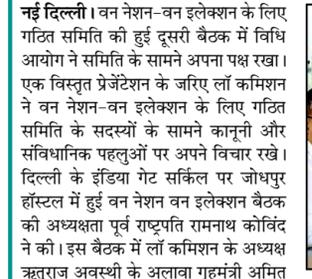 नई दिल्ली। वन नेशन-वन इलेक्शन के लिए
गठित समिति की हुई दूसरी बैठक में विधि
आयोग ने समिति के सामने अपना पक्ष रखा।
एक विस्तृत प्रेजेंटेशन के जरिए लॉ कमिशन
ने वन नेशन-वन इलेक्शन के लिए गठित
समिति के सदस्यों के सामने कानूनी और
संविधानिक पहलुओं पर अपने विचार रखे।
दिल्ली के इंडिया गेट सर्किल पर जोधपुर
हॉस्टल में हुई वन नेशन वन इलेक्शन बैठक
की अध्यक्षता पूर्व राष्ट्रपति रामनाथ कोविंद
ने की। इस बैठक में लॉ कमिशन के अध्यक्ष
ऋतुराज अवस्थी के अलावा गृहमंत्री अमित